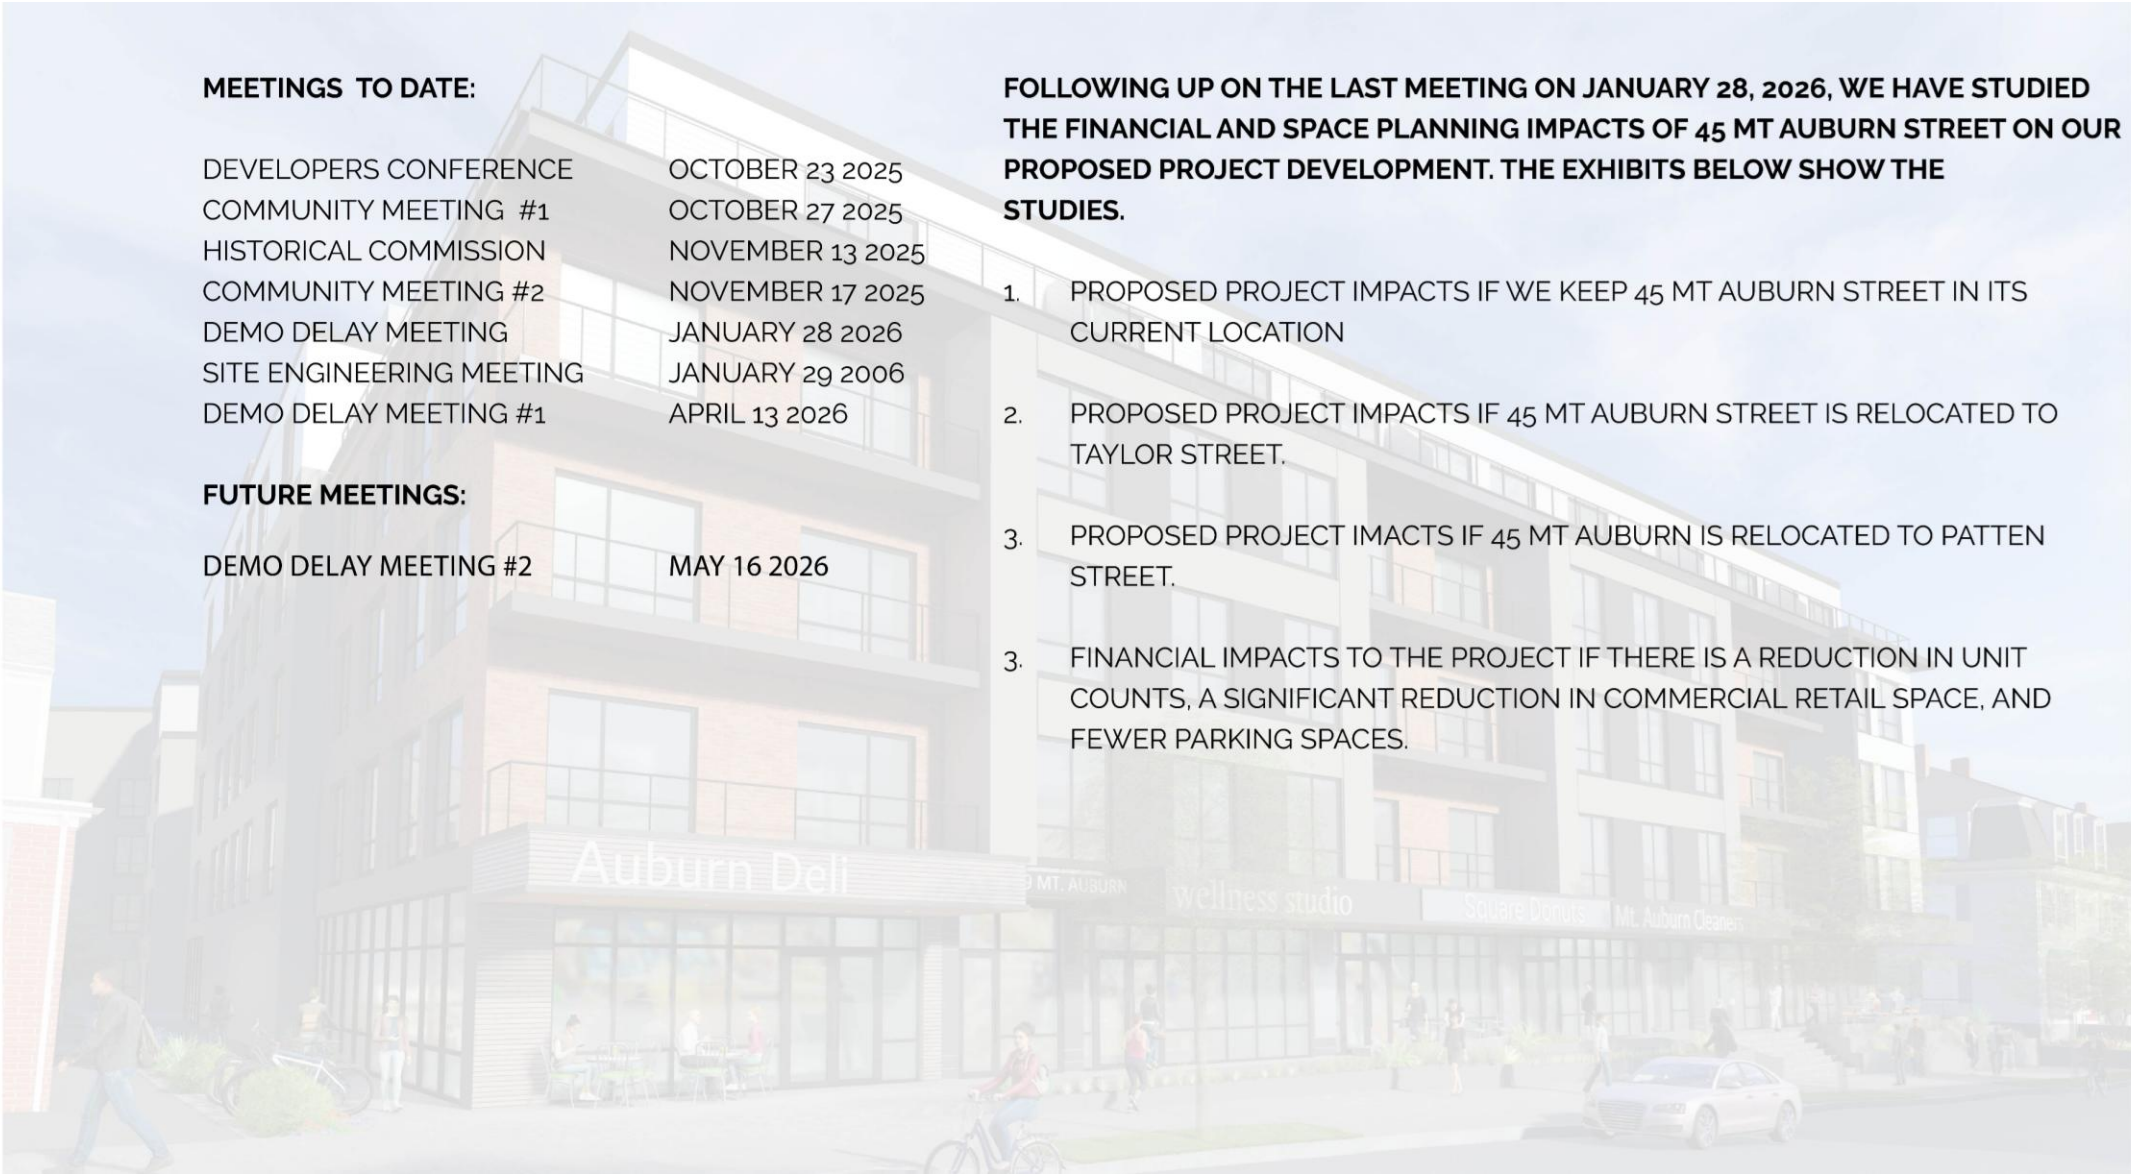 MEETINGS TO DATE:
DEVELOPERS CONFERENCE OCTOBER 23 2025
COMMUNITY MEETING #1 OCTOBER 27 2025
HISTORICAL COMMISSION NOVEMBER 13 2025
COMMUNITY MEETING #2 NOVEMBER 17 2025
DEMO DELAY MEETING JANUARY 28 2026
SITE ENGINEERING MEETING JANUARY 29 2006
DEMO DELAY MEETING #1 APRIL 13 2026
FUTURE MEETINGS:
DEMO DELAY MEETING #2 MAY 16 2026
FOLLOWING UP ON THE LAST MEETING ON JANUARY 28, 2026, WE HAVE STUDIED
THE FINANCIAL AND SPACE PLANNING IMPACTS OF 45 MT AUBURN STREET ON OUR
PROPOSED PROJECT DEVELOPMENT. THE EXHIBITS BELOW SHOW THE
STUDIES.
1. PROPOSED PROJECT IMPACTS IF WE KEEP 45 MT AUBURN STREET IN ITS
CURRENT LOCATION
2. PROPOSED PROJECT IMPACTS IF 45 MT AUBURN STREET IS RELOCATED TO
TAYLOR STREET.
3. PROPOSED PROJECT IMACTS IF 45 MT AUBURN IS RELOCATED TO PATTEN
STREET.
3. FINANCIAL IMPACTS TO THE PROJECT IF THERE IS A REDUCTION IN UNIT
COUNTS, A SIGNIFICANT REDUCTION IN COMMERCIAL RETAIL SPACE, AND
FEWER PARKING SPACES.
Auburn Deli
9 MT. AUBURN
wellness studio
Square Donuts
Mt. Auburn Cleaners